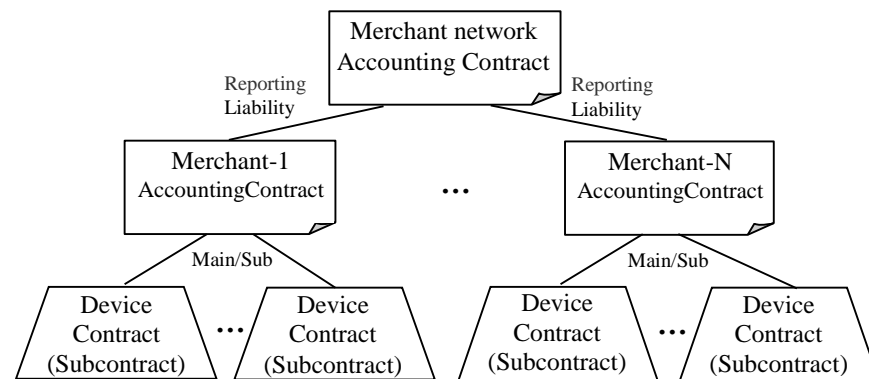 Merchant network
Accounting Contract
Reporting
Liability
Reporting
Liability
Merchant-1
AccountingContract
...
Merchant-N
AccountingContract
Main/Sub
Main/Sub
Device
Contract
(Subcontract)
...
Device
Contract
(Subcontract)
Device
Contract
(Subcontract)
...
Device
Contract
(Subcontract)